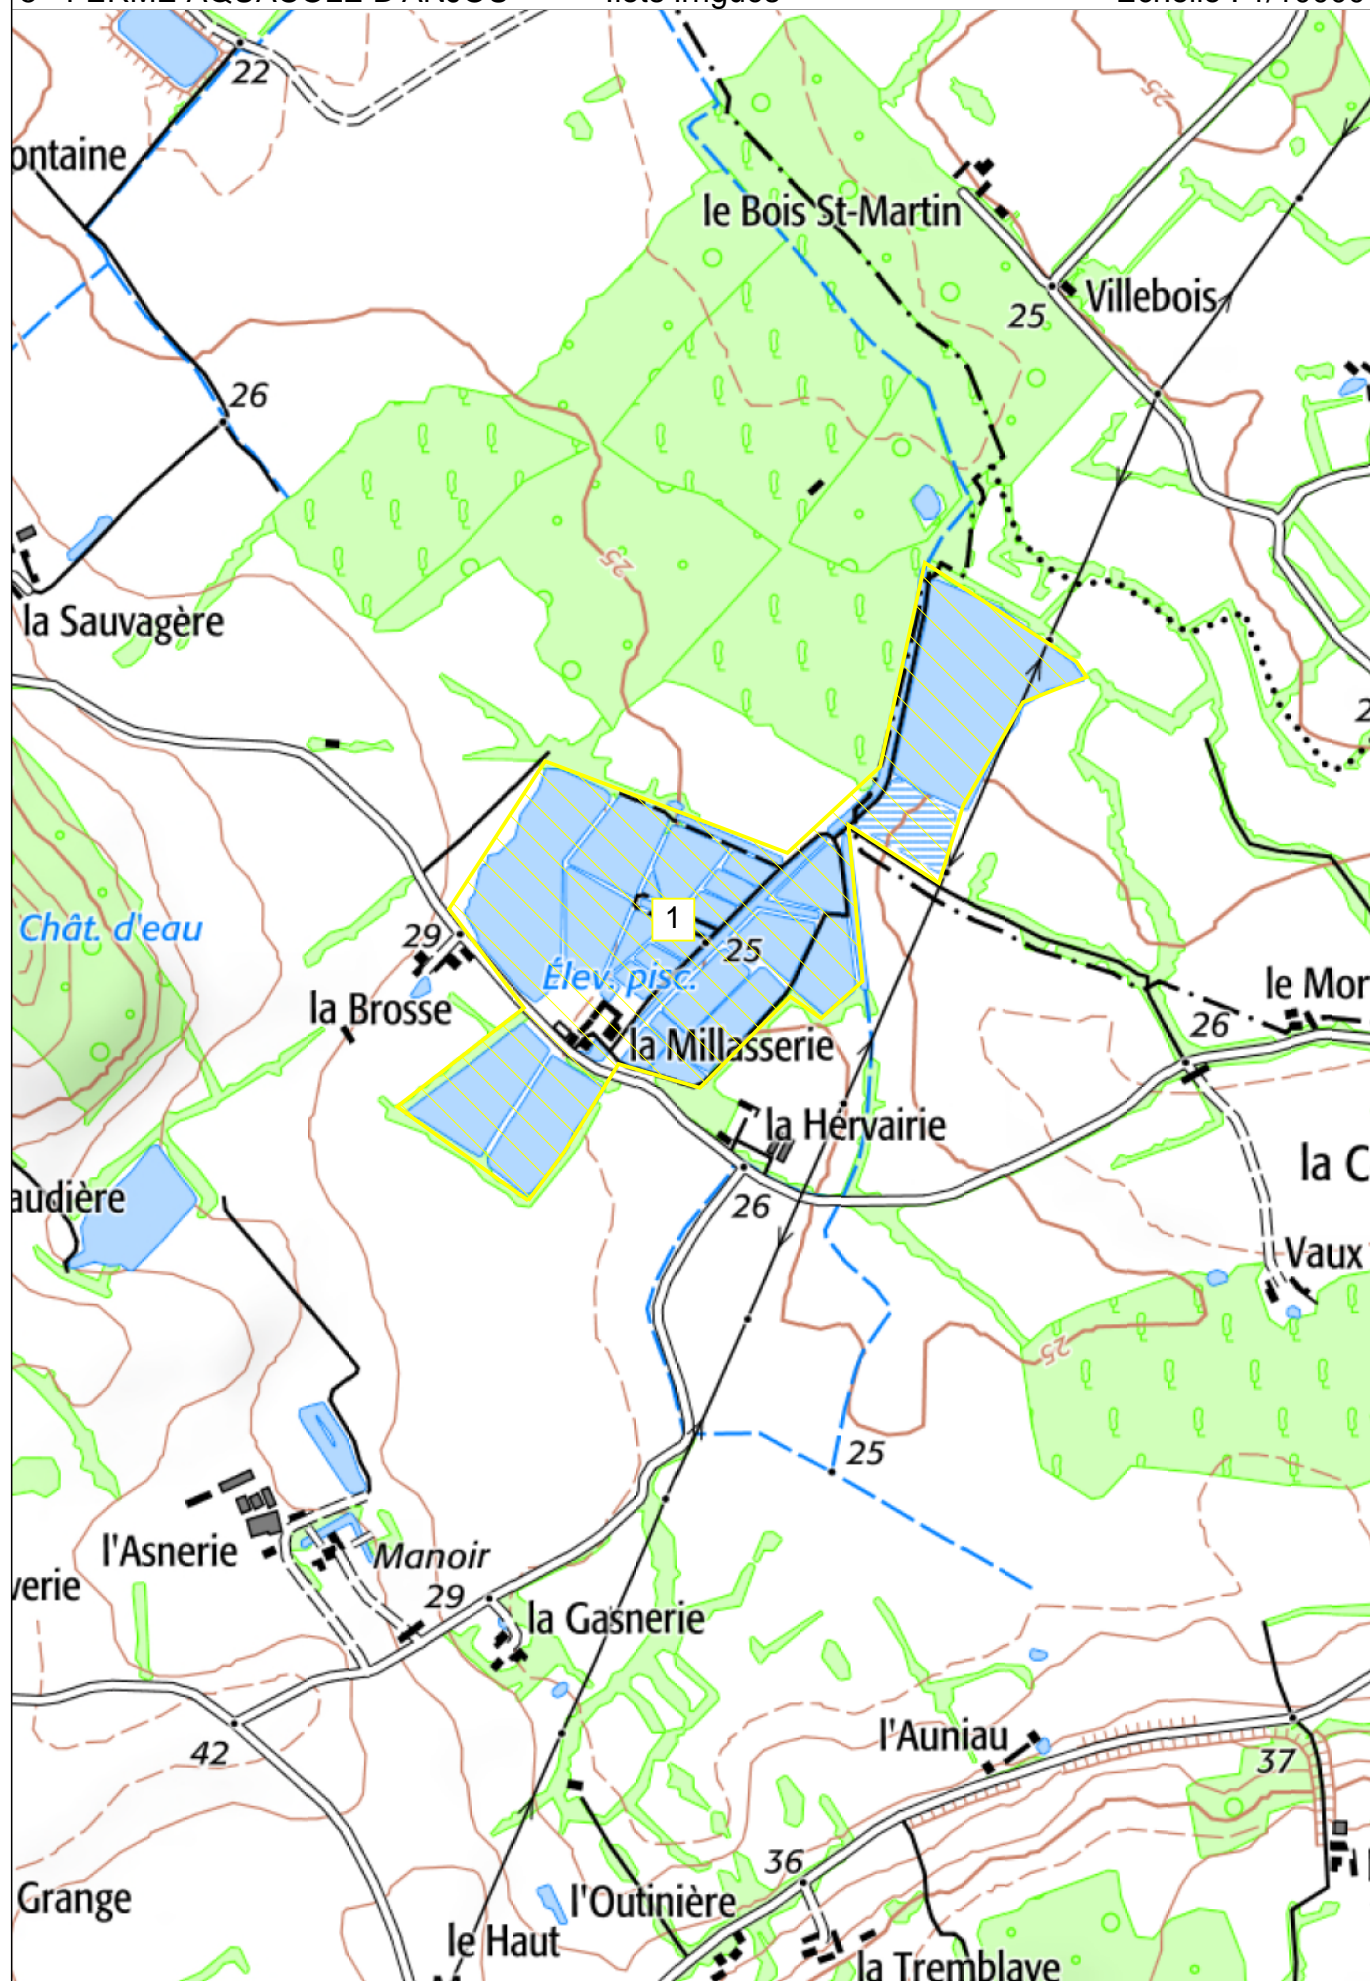 22
25
ontaine
le Bois St-Martin
Villebois
25
26
25
la Sauvagère
1
Chât. d'eau
29
25
Élev. pisc.
la Brosse
la Millasserie
le Mor
26
la Hervairie
la C
audière
26
Vaux
25
25
l'Asnerie
Manoir
verie
29
la Gasnerie
l'Auniau
42
37
36
Grange
l'Outinière
le Haut
la Tremblaye